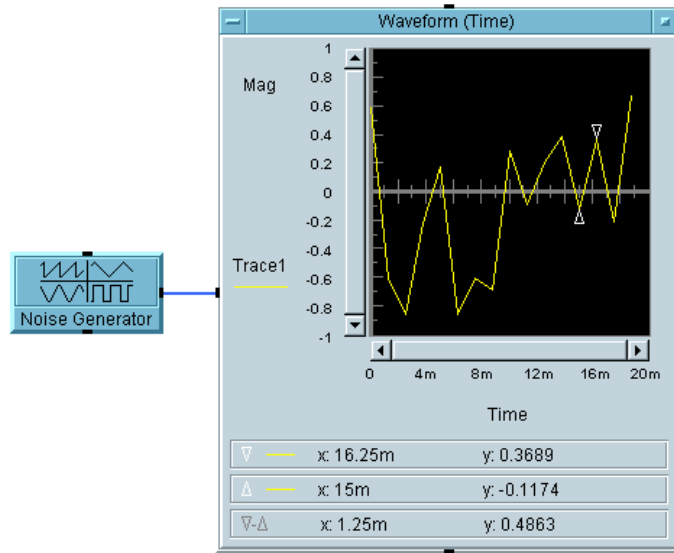 Waveform (Time)
Mag
1
0.8
0.6
0.4
0.2
0
-0.2
-0.4
-0.6
-0.8
-1
Trace1
Noise Generator
0 4m 8m 12m 16m 20m
Time
x: 16.25m y: 0.3689
x: 15m y: -0.1174
x: 1.25m y: 0.4863